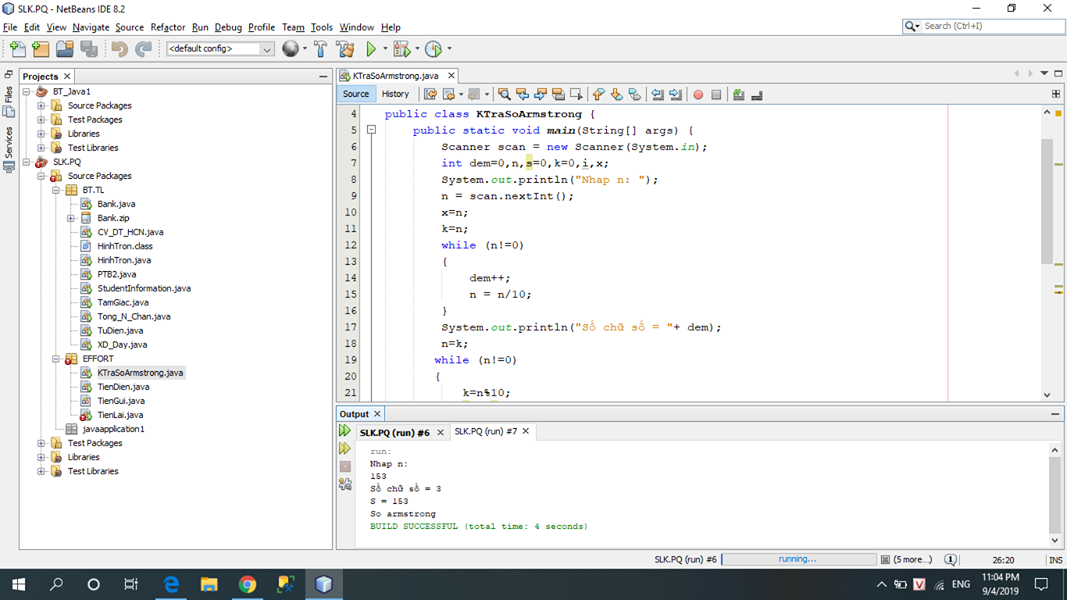 SLK.PQ - NetBeans IDE 8.2
File Edit View Navigate Source Refactor Run Debug Profile Team Tools Window Help
Search (Ctrl+I)
<default config>
Projects
Files
Services
BT_Java1
Source Packages
Test Packages
Libraries
Test Libraries
SLK.PQ
Source Packages
BT.TL
Bank.java
Bank.zip
CV_DT_HCN.java
HinhTron.class
HinhTron.java
PTB2.java
StudentInformation.java
TamGiac.java
Tong_N_Chan.java
TuDien.java
XD_Day.java
EFFORT
KTraSoArmstrong.java
TienDien.java
TienGui.java
TienLai.java
javaapplication1
Test Packages
Libraries
Test Libraries
KTraSoArmstrong.java
Source History
4 public class KTraSoArmstrong {
5 public static void main(String[] args) {
6 Scanner scan = new Scanner(System.in);
7 int dem=0,n,s=0,k=0,i,x;
8 System.out.println("Nhap n: ");
9 n = scan.nextInt();
10 x=n;
11 k=n;
12 while (n!=0)
13 {
14 dem++;
15 n = n/10;
16 }
17 System.out.println("Số chữ số = "+ dem);
18 n=k;
19 while (n!=0)
20 {
21 k=n%10;
Output
SLK.PQ (run) #6 SLK.PQ (run) #7
run:
Nhap n:
153
Số chữ số = 3
S = 153
So armstrong
BUILD SUCCESSFUL (total time: 4 seconds)
SLK.PQ (run) #6 running... (5 more...) 1 26:20 INS
ENG
11:04 PM
9/4/2019